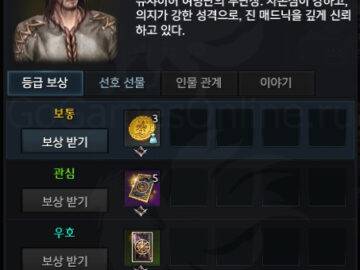 의지가 강한 성격으로, 진 매드닉을 깊게 신뢰
하고 있다.
등급 보상 선호 선물 인물 관계 이야기
보통
3
보상 받기
관심
5
보상 받기
우호
보상 받기